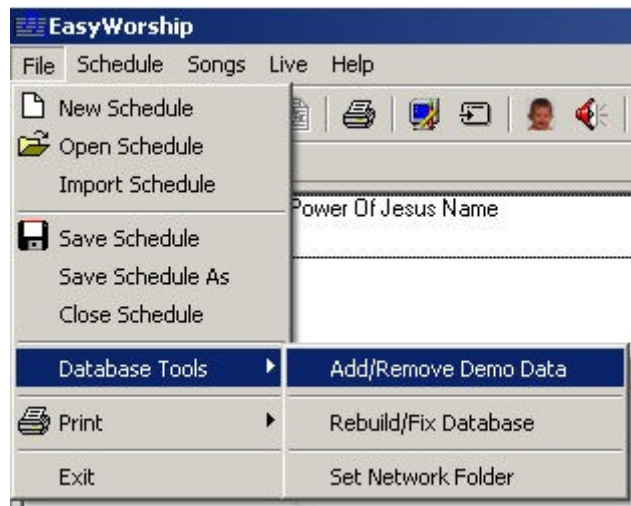 EasyWorship
File Schedule Songs Live Help
New Schedule
Open Schedule
Import Schedule
Power Of Jesus Name
Save Schedule
Save Schedule As
Close Schedule
Database Tools
Add/Remove Demo Data
Print
Rebuild/Fix Database
Exit
Set Network Folder